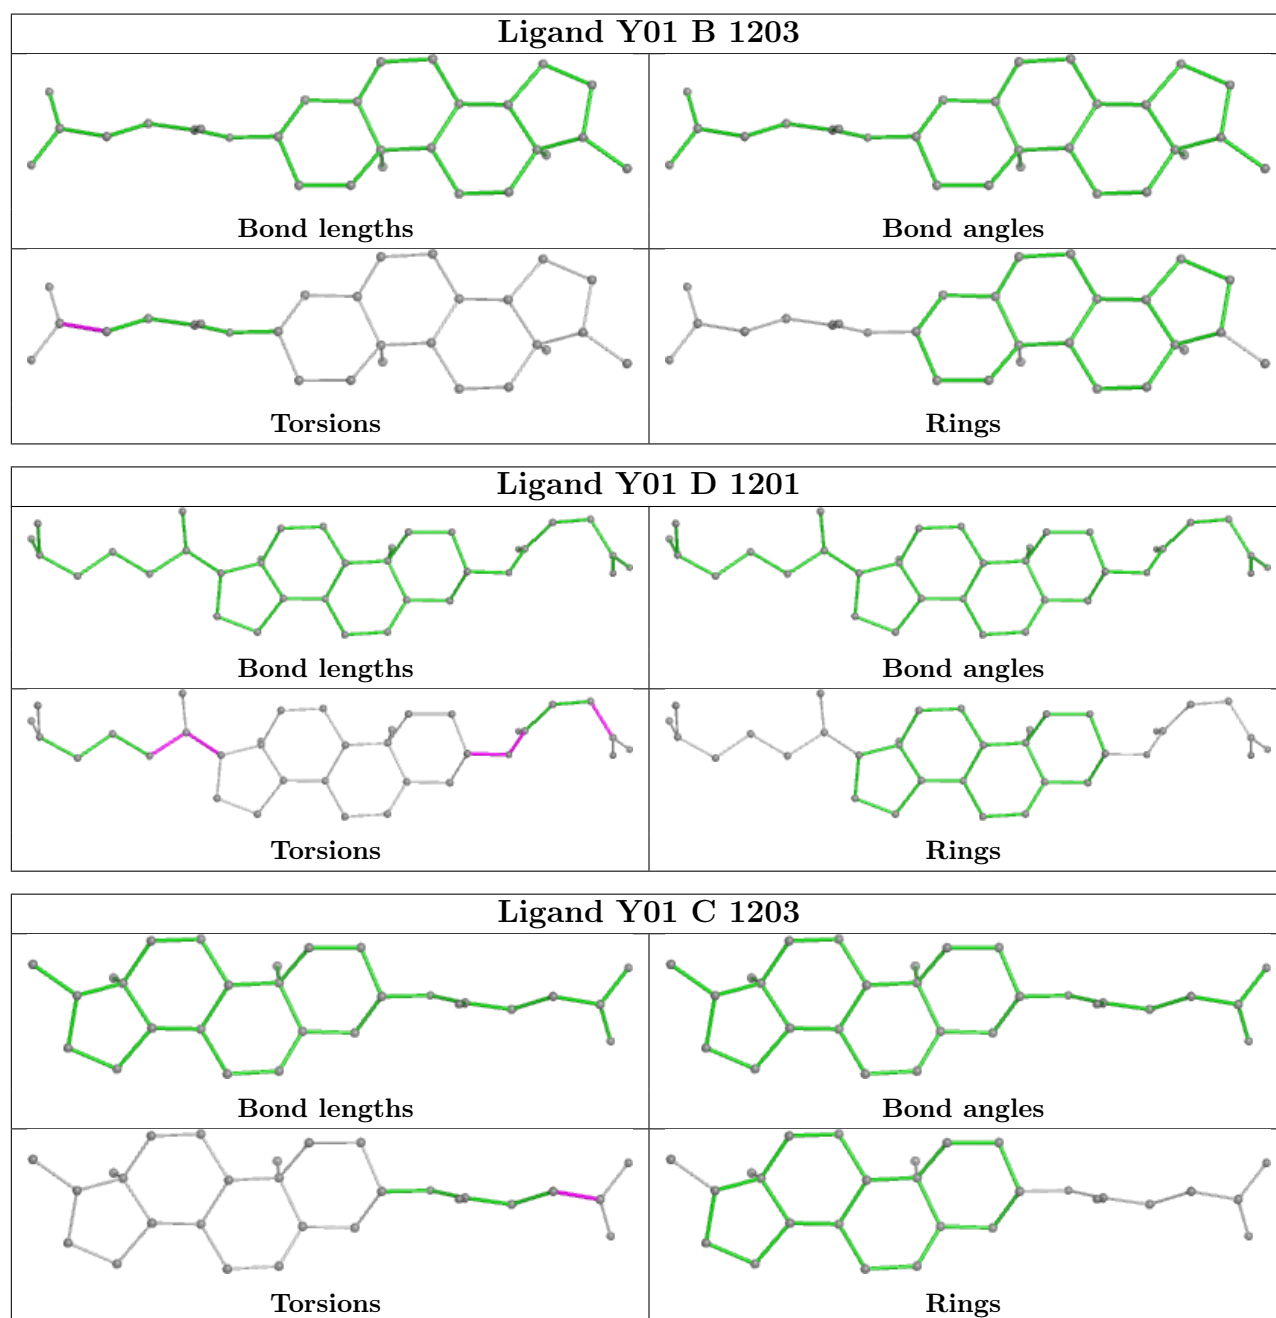 Ligand Y01 B 1203
Bond lengths
Bond angles
Torsions
Rings
Ligand Y01 D 1201
Bond lengths
Bond angles
Torsions
Rings
Ligand Y01 C 1203
Bond lengths
Bond angles
Torsions
Rings